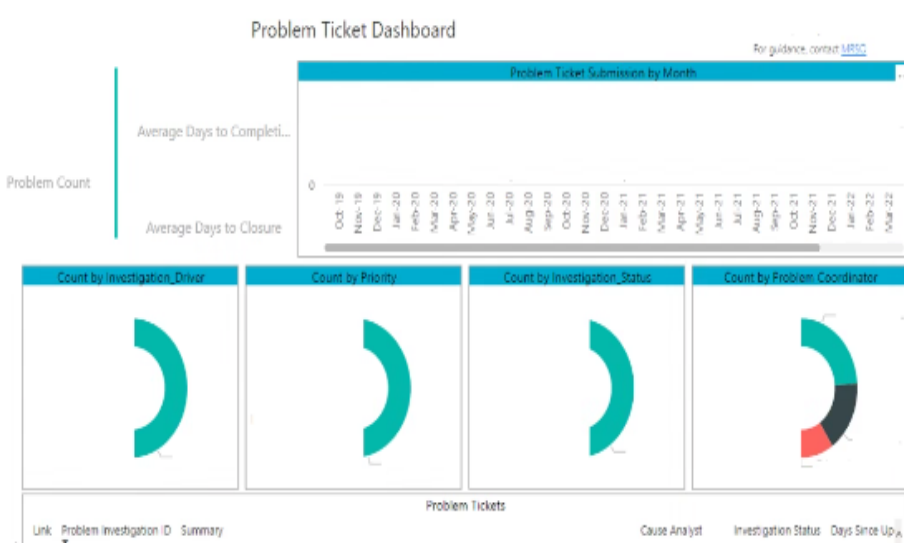 Problem Ticket Dashboard
For guidance, contact MRSG
Problem Ticket Submission by Month
Average Days to Completi...
Problem Count
Average Days to Closure
0
Oct-19 Nov-19 Dec-19 Jan-20 Feb-20 Mar-20 Apr-20 May-20 Jun-20 Jul-20 Aug-20 Sep-20 Oct-20 Nov-20 Dec-20 Jan-21 Feb-21 Mar-21 Apr-21 May-21 Jun-21 Jul-21 Aug-21 Sep-21 Oct-21 Nov-21 Dec-21 Jan-22 Feb-22 Mar-22
Count by Investigation_Driver
Count by Priority
Count by Investigation_Status
Count by Problem Coordinator
Problem Tickets
Link Problem Investigation ID Summary Cause Analyst Investigation Status Days Since Up